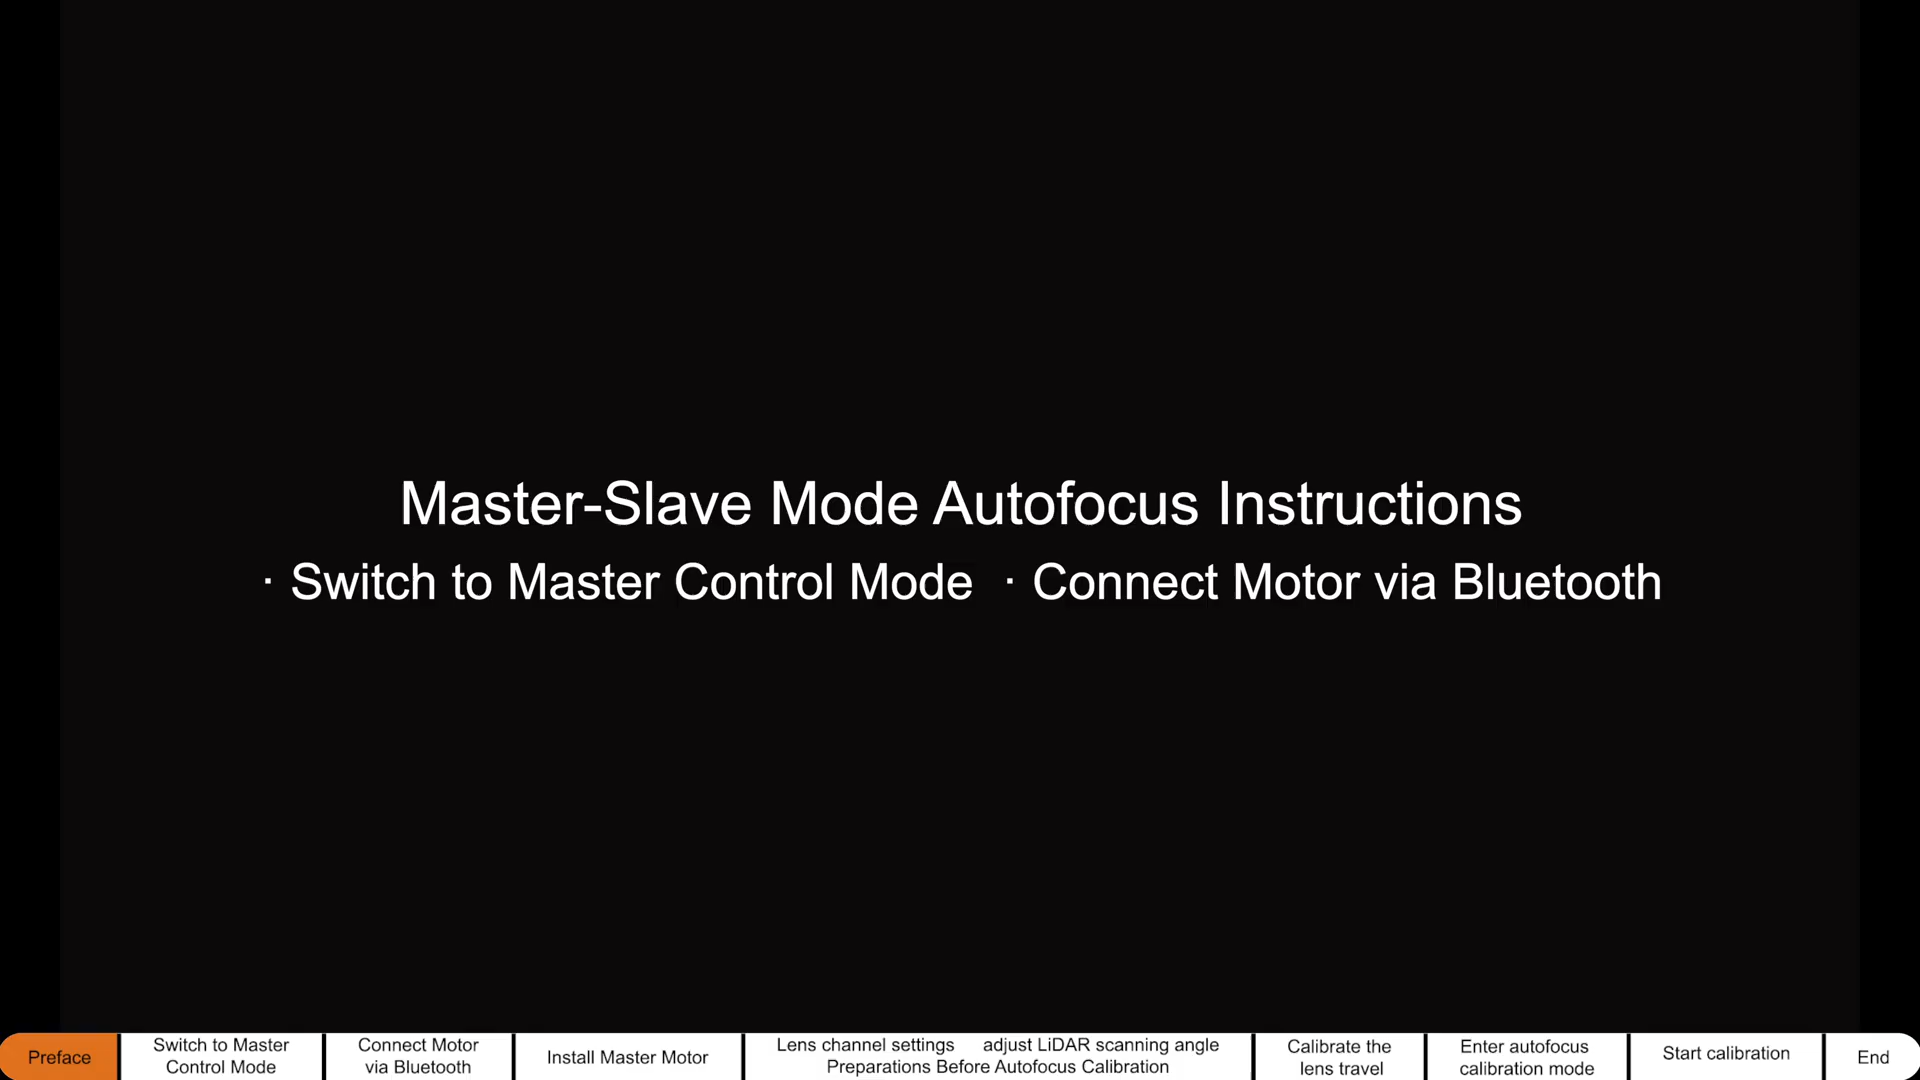 Master-Slave Mode Autofocus Instructions
· Switch to Master Control Mode · Connect Motor via Bluetooth
Preface
Switch to Master
Control Mode
Connect Motor
via Bluetooth
Install Master Motor
Lens channel settings adjust LiDAR scanning angle
Preparations Before Autofocus Calibration
Calibrate the
lens travel
Enter autofocus
calibration mode
Start calibration
End